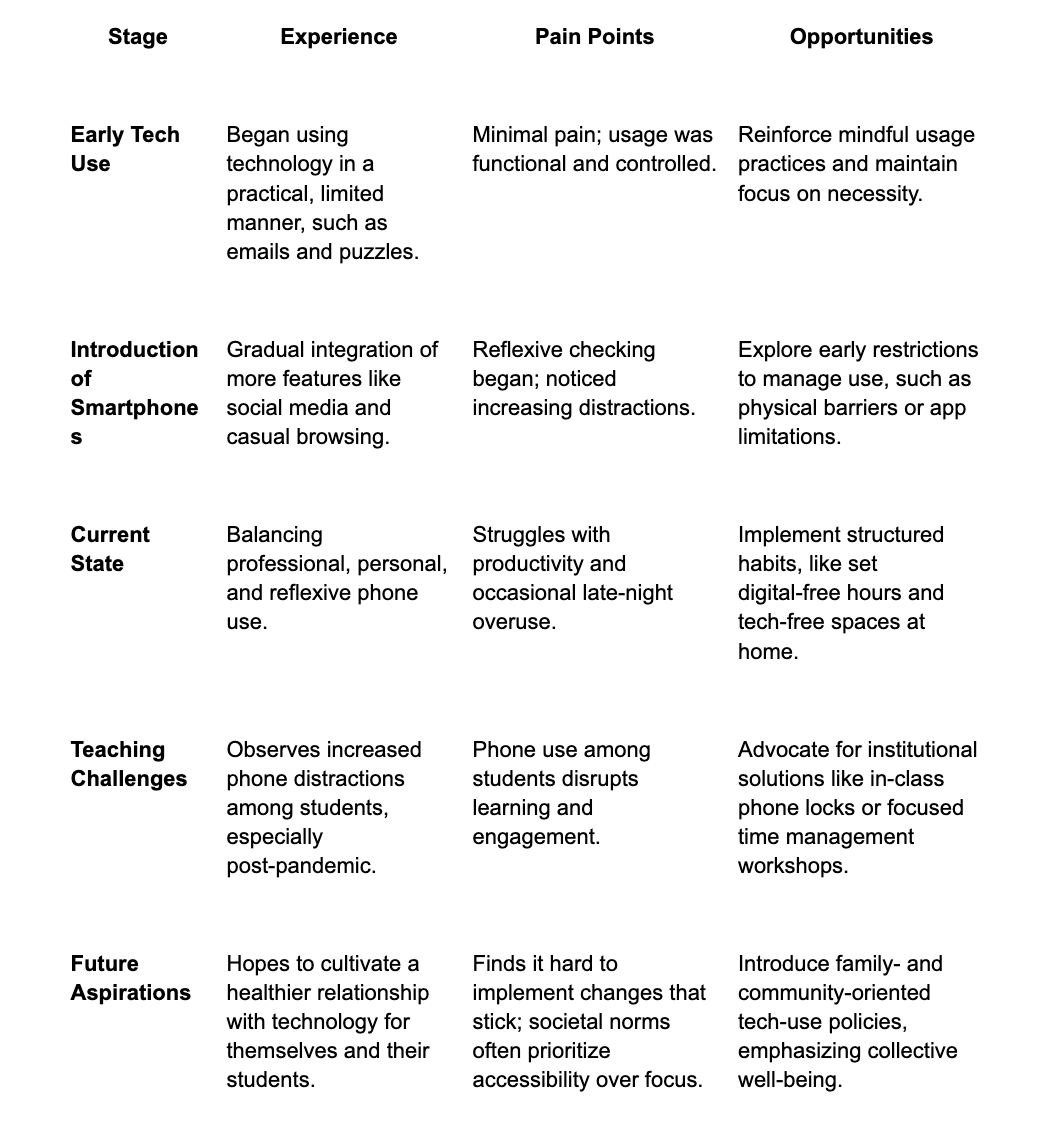 Stage Experience Pain Points Opportunities
Early Tech
Use
Began using
technology in a
practical, limited
manner, such as
emails and puzzles.
Minimal pain; usage was
functional and controlled.
Reinforce mindful usage
practices and maintain
focus on necessity.
Introduction
of
Smartphone
s
Gradual integration of
more features like
social media and
casual browsing.
Reflexive checking
began; noticed
increasing distractions.
Explore early restrictions
to manage use, such as
physical barriers or app
limitations.
Current
State
Balancing
professional, personal,
and reflexive phone
use.
Struggles with
productivity and
occasional late-night
overuse.
Implement structured
habits, like set
digital-free hours and
tech-free spaces at
home.
Teaching
Challenges
Observes increased
phone distractions
among students,
especially
post-pandemic.
Phone use among
students disrupts
learning and
engagement.
Advocate for institutional
solutions like in-class
phone locks or focused
time management
workshops.
Future
Aspirations
Hopes to cultivate a
healthier relationship
with technology for
themselves and their
students.
Finds it hard to
implement changes that
stick; societal norms
often prioritize
accessibility over focus.
Introduce family- and
community-oriented
tech-use policies,
emphasizing collective
well-being.